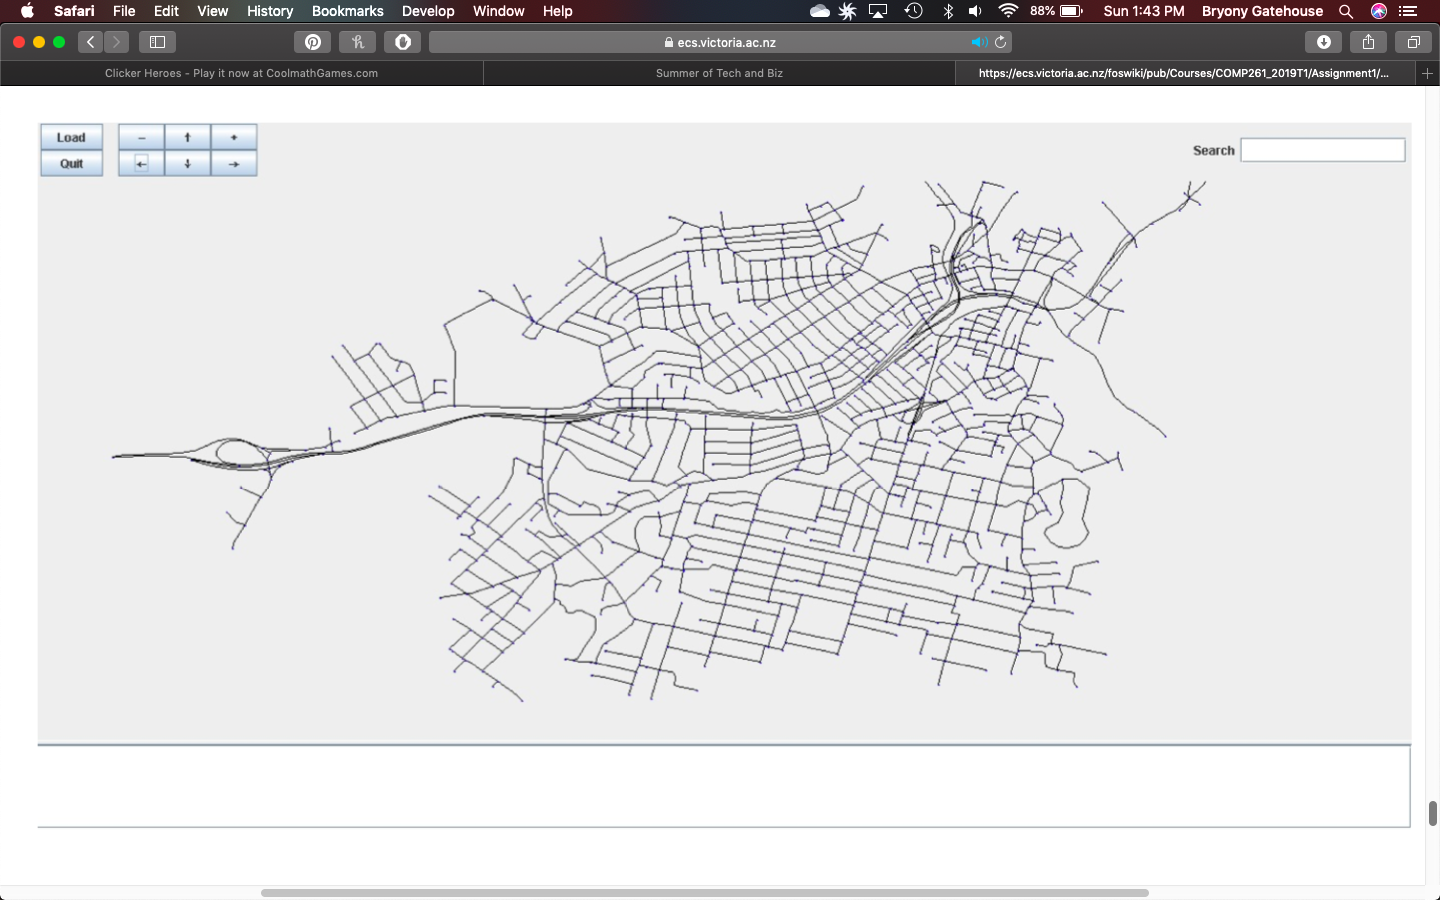 Safari File Edit View History Bookmarks Develop Window Help 88% Sun 1:43 PM Bryony Gatehouse
ecs.victoria.ac.nz
Clicker Heroes - Play it now at CoolmathGames.com Summer of Tech and Biz https://ecs.victoria.ac.nz/foswiki/pub/Courses/COMP261_2019T1/Assignment1/...
Load
Quit
Search